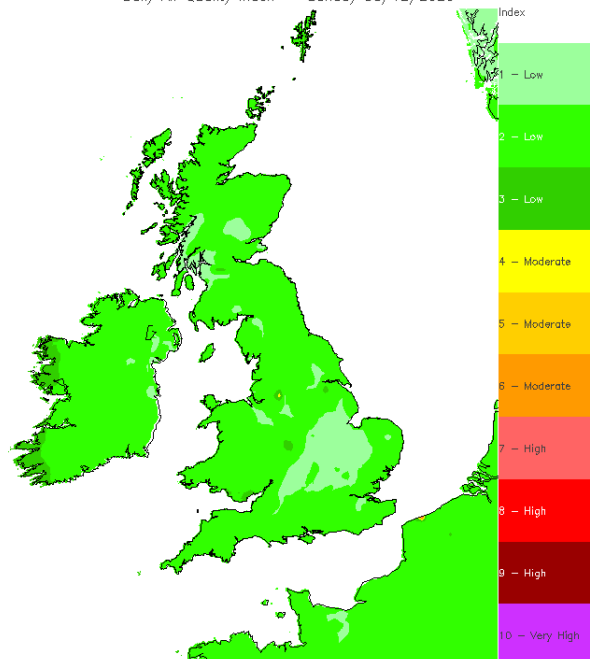 Index
1 - Low
2 - Low
3 - Low
4 - Moderate
5 - Moderate
6 - Moderate
7 - High
8 - High
9 - High
10 - Very High